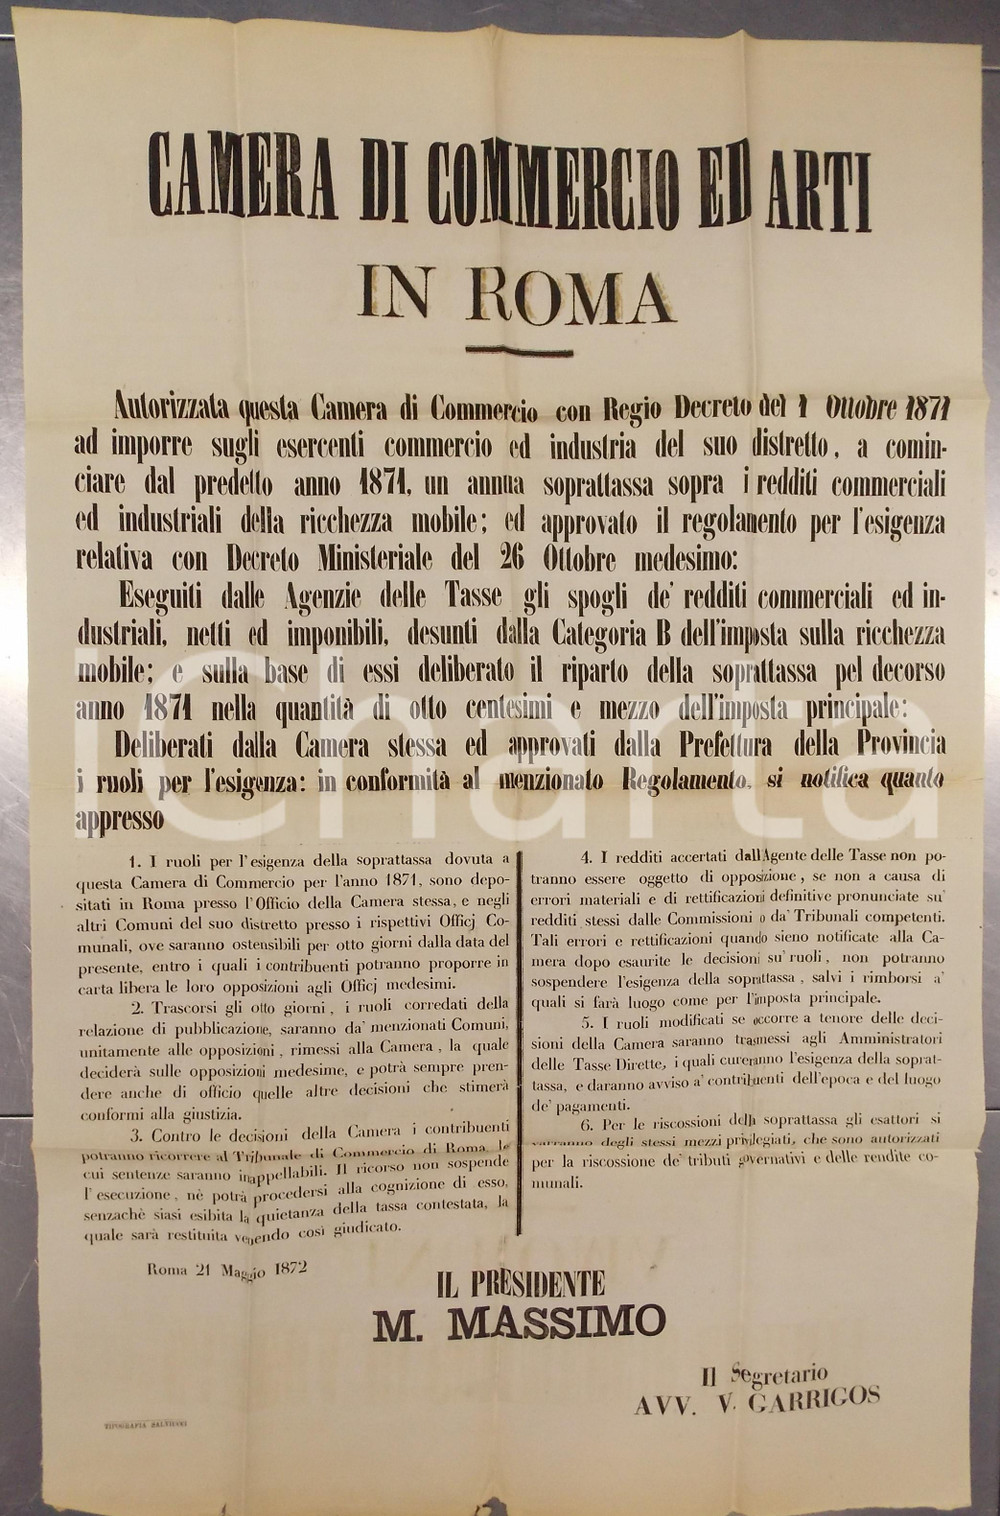 CAMERA DI COMMERCIO ED ARTI
IN ROMA
Autorizzata questa Camera di Commercio con Regio Decreto del 1 Ottobre 1871
ad imporre sugli esercenti commercio ed industria del suo distretto, a comin-
ciare dal predetto anno 1871, un annua soprattassa sopra i redditi commerciali
ed industriali della ricchezza mobile; ed approvato il regolamento per l'esigenza
relativa con Decreto Ministeriale del 26 Ottobre medesimo:
Eseguiti dalle Agenzie delle Tasse gli spogli de' redditi commerciali ed in-
dustriali, netti ed imponibili, desunti dalla Categoria B dell'imposta sulla ricchezza
mobile; e sulla base di essi deliberato il riparto della soprattassa pel decorso
anno 1871 nella quantità di otto centesimi e mezzo dell'imposta principale:
Deliberati dalla Camera stessa ed approvati dalla Prefettura della Provincia
i ruoli per l'esigenza: in conformità al menzionato Regolamento, si notifica quanto
appresso
1. I ruoli per l'esigenza della soprattassa dovuta a
questa Camera di Commercio per l'anno 1871, sono depo-
sitati in Roma presso l'Officio della Camera stessa, e negli
altri Comuni del suo distretto presso i rispettivi Officj Co-
munali, ove saranno ostensibili per otto giorni dalla data del
presente, entro i quali i contribuenti potranno proporre in
carta libera le loro opposizioni agli Officj medesimi.
2. Trascorsi gli otto giorni, i ruoli corredati della
relazione di pubblicazione, saranno da' menzionati Comuni,
unitamente alle opposizioni, rimessi alla Camera, la quale
deciderà sulle opposizioni medesime, e potrà sempre pren-
dere anche di officio quelle altre decisioni che stimerà
conformi alla giustizia.
3. Contro le decisioni della Camera i contribuenti
potranno ricorrere al Tribunale di Commercio di Roma, le
cui sentenze saranno inappellabili. Il ricorso non sospende
l'esecuzione, nè potrà procedersi alla cognizione di esso,
senzachè siasi esibita la quietanza della tassa contestata, la
quale sarà restituita venendo così giudicato.
4. I redditi accertati dall'Agente delle Tasse non po-
tranno essere oggetto di opposizione, se non a causa di
errori materiali e di rettificazioni definitive pronunciate su'
redditi stessi dalle Commissioni o da' Tribunali competenti.
Tali errori e rettificazioni quando sieno notificate alla Ca-
mera dopo esaurite le decisioni su' ruoli, non potranno
sospendere l'esigenza della soprattassa, salvi i rimborsi a'
quali si farà luogo come per l'imposta principale.
5. I ruoli modificati se occorre a tenore delle deci-
sioni della Camera saranno trasmessi agli Amministratori
delle Tasse Dirette, i quali cureranno l'esigenza della soprat-
tassa, e daranno avviso a' contribuenti dell'epoca e del luogo
de' pagamenti.
6. Per le riscossioni della soprattassa gli esattori si
varranno degli stessi mezzi privilegiati, che sono autorizzati
per la riscossione de' tributi governativi e delle rendite co-
munali.
Roma 21 Maggio 1872
IL PRESIDENTE
M. MASSIMO
Il Segretario
AVV. V. GARRIGOS
TIPOGRAFIA SALVIUCCI
iCharta